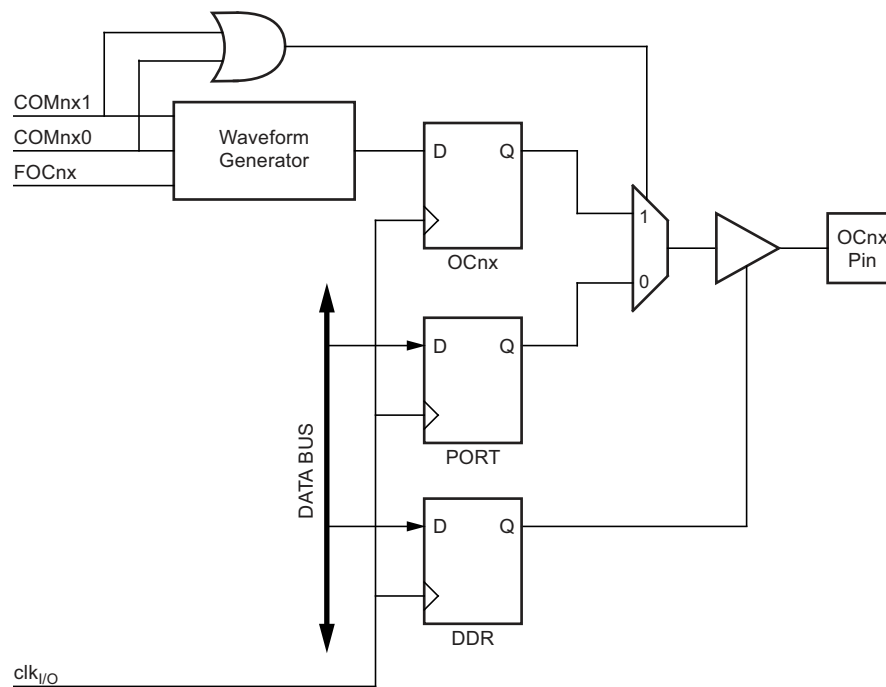 COMnx1
COMnx0
FOCnx
Waveform
Generator
D
Q
OCnx
1
0
OCnx
Pin
D
Q
PORT
DATA BUS
D
Q
DDR
clkI/O